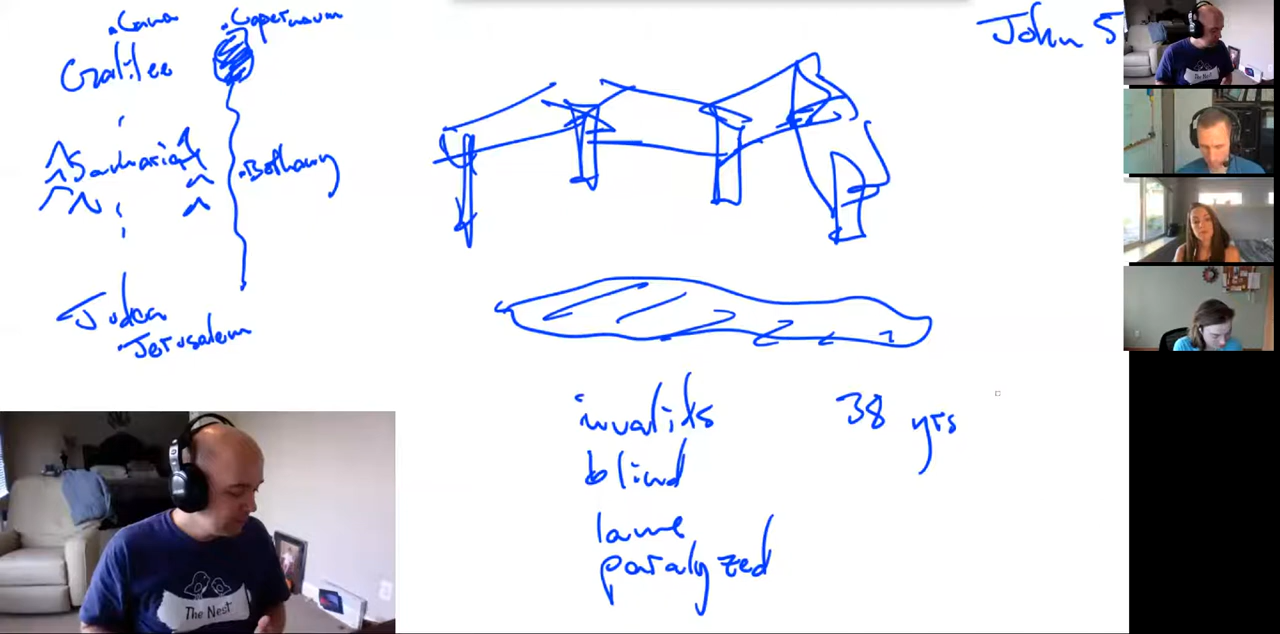 .Cana .Capernaum
Galilee
Samaria
.Bethany
Judea
.Jerusalem
John 5
invalids
blind
lame
paralyzed
38 yrs
The Nest
The Nest